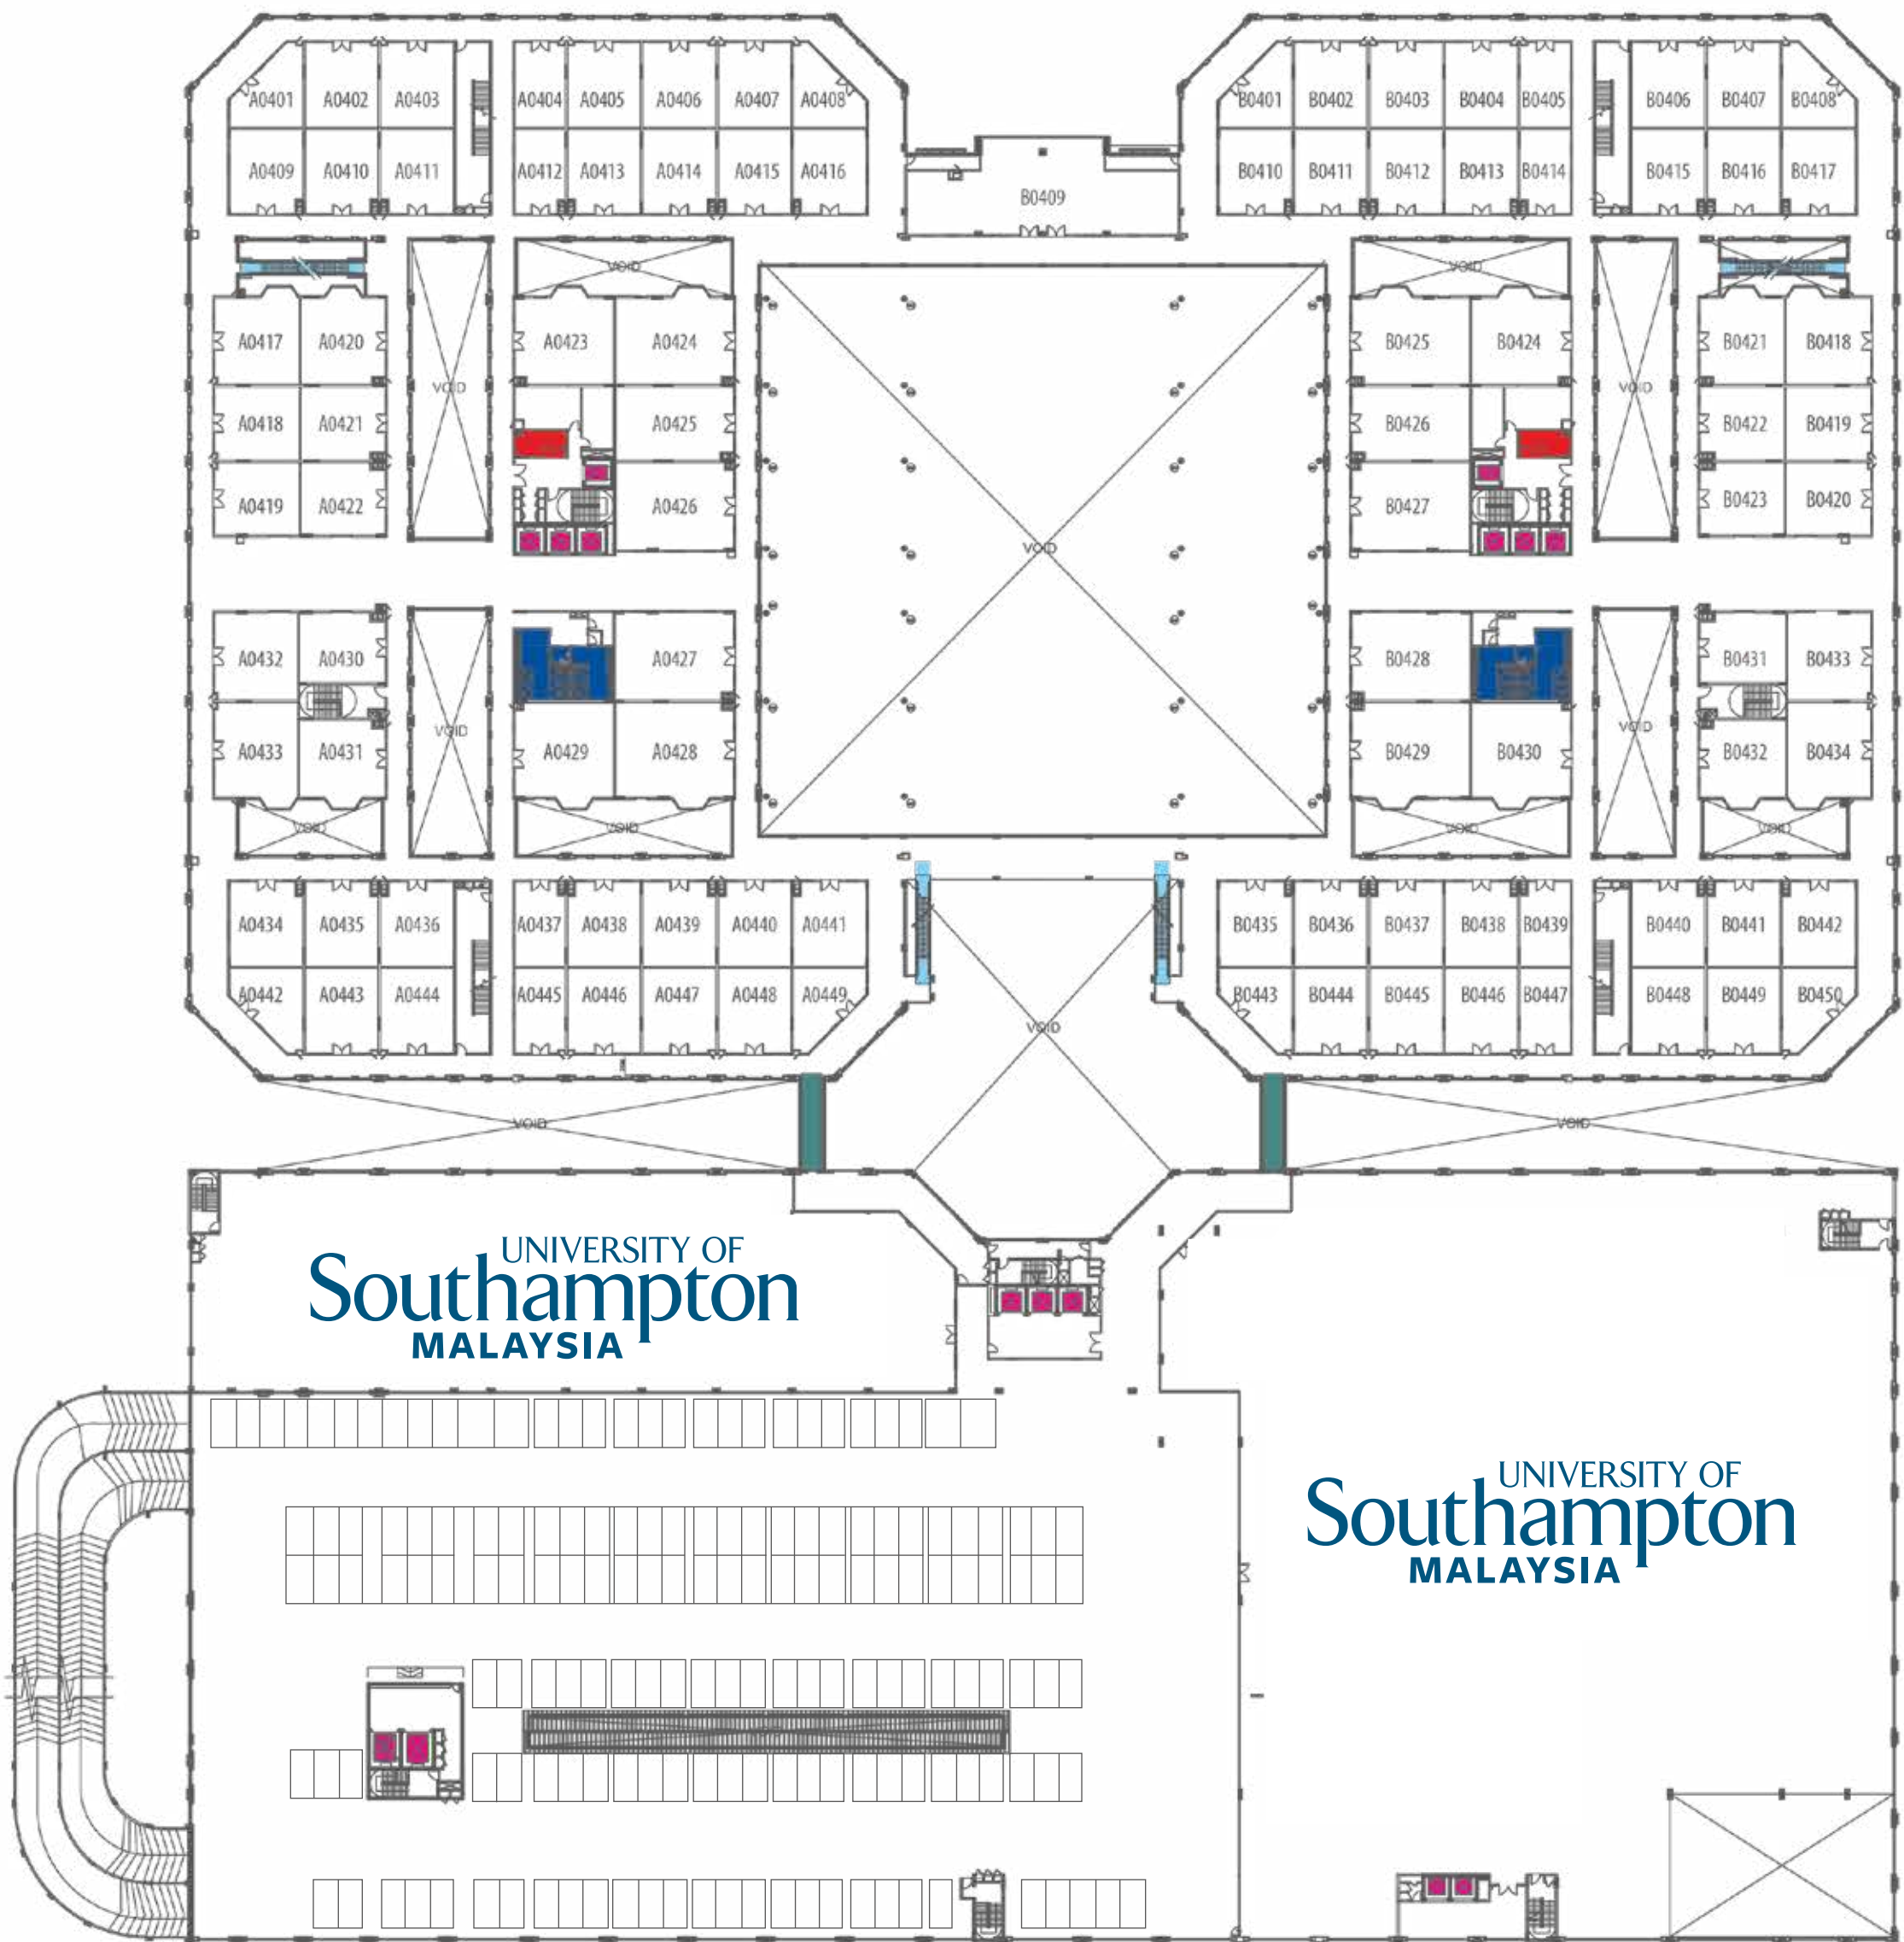 A0401 A0402 A0403 A0404 A0405 A0406 A0407 A0408 B0401 B0402 B0403 B0404 B0405 B0406 B0407 B0408
A0409 A0410 A0411 A0412 A0413 A0414 A0415 A0416 B0410 B0411 B0412 B0413 B0414 B0415 B0416 B0417
B0409
VOID VOID
A0417 A0420 A0423 A0424 B0425 B0424 B0421 B0418
VOID VOID
A0418 A0421 A0425 B0426 B0422 B0419
A0419 A0422 A0426 B0427 B0423 B0420
VOID
A0432 A0430 A0427 B0428 B0431 B0433
VOID VOID
A0433 A0431 A0429 A0428 B0429 B0430 B0432 B0434
VOID VOID VOID VOID
A0434 A0435 A0436 A0437 A0438 A0439 A0440 A0441 B0435 B0436 B0437 B0438 B0439 B0440 B0441 B0442
A0442 A0443 A0444 A0445 A0446 A0447 A0448 A0449 B0443 B0444 B0445 B0446 B0447 B0448 B0449 B0450
VOID
VOID VOID
UNIVERSITY OF
Southampton
MALAYSIA
UNIVERSITY OF
Southampton
MALAYSIA